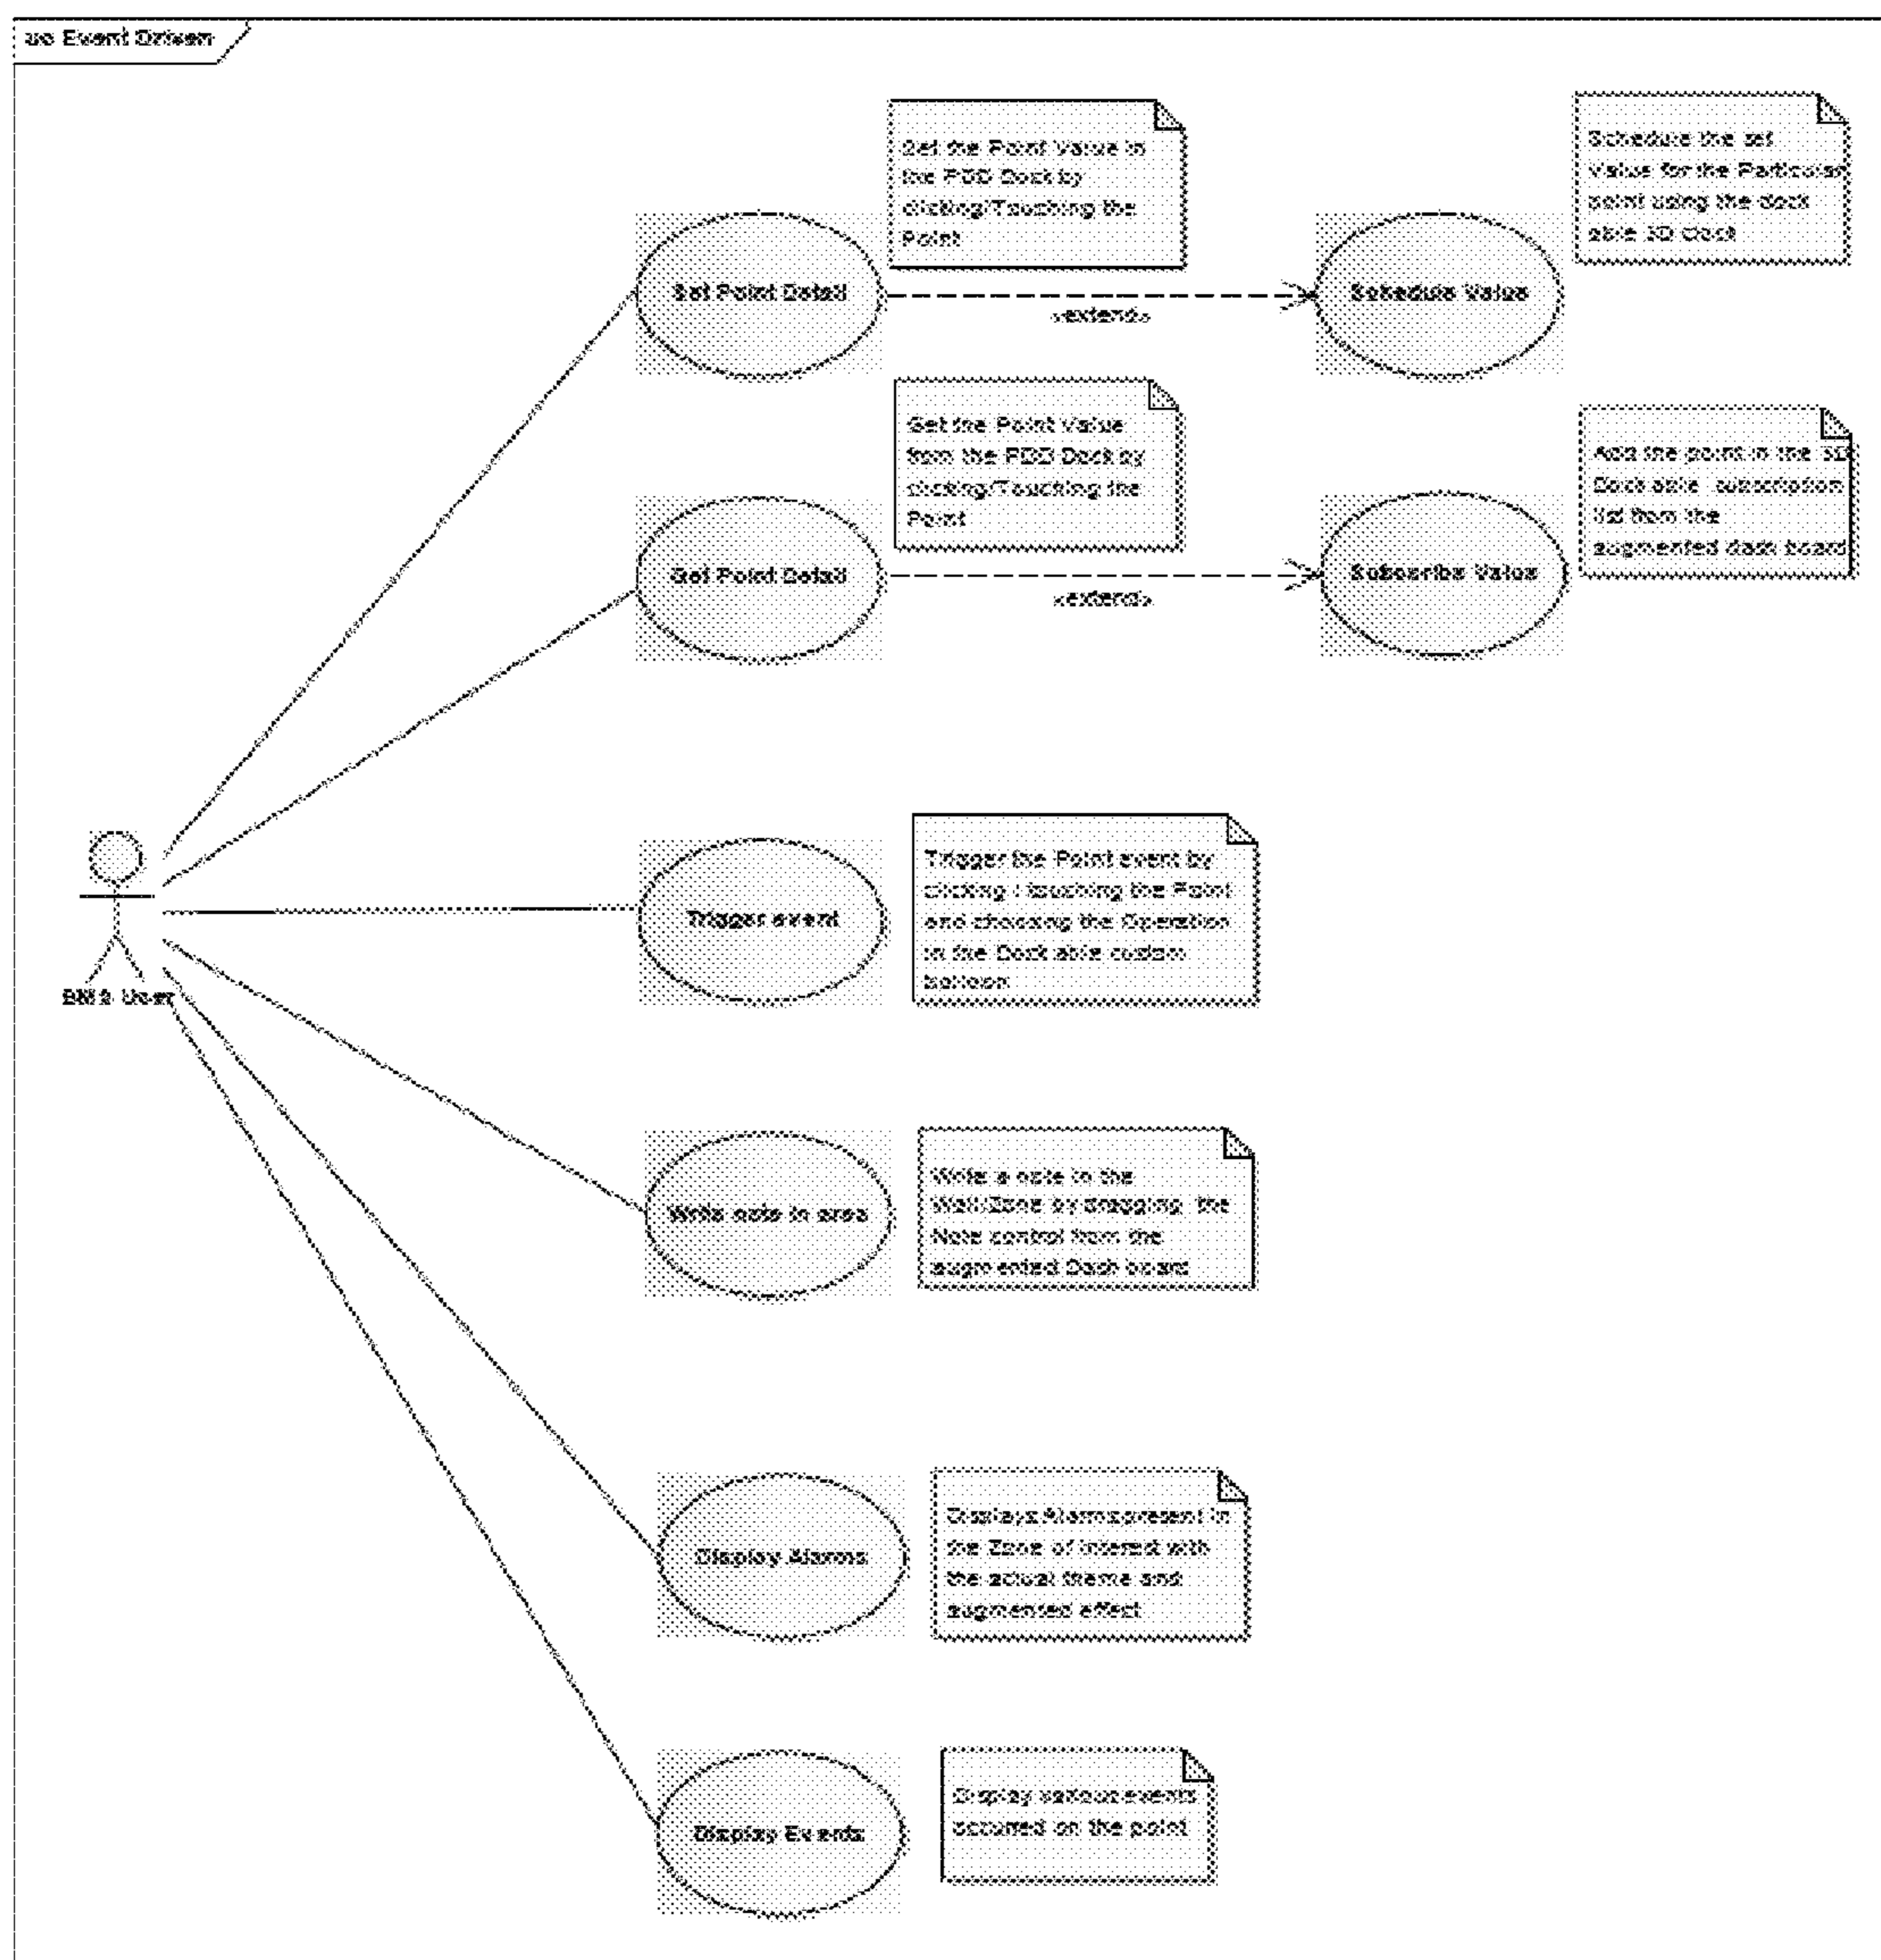 uc Event Driven
Set the Point Value in
the PDD Dock by
clicking/Touching the
Point
Schedule the set
Value for the Particular
point using the dock
able 3D clock
Set Point Detail
«extend»
Schedule Value
Get the Point Value
from the PDD Dock by
clicking/Touching the
Point
Add the point in the 3D
Dock able subscription
list from the
augmented dash board
Get Point Detail
«extend»
Subscribe Value
Trigger the Point event by
clicking / touching the Point
and choosing the Operation
in the Dock able custom
balloon
Trigger event
BMS User
Write a note in the
Wall/Zone by dragging the
Note control from the
augmented Dash board
Write note in area
Displays Alarms present in
the Zone of interest with
the actual theme and
augmented effect
Display Alarms
Display various events
occurred on the point
Display Events